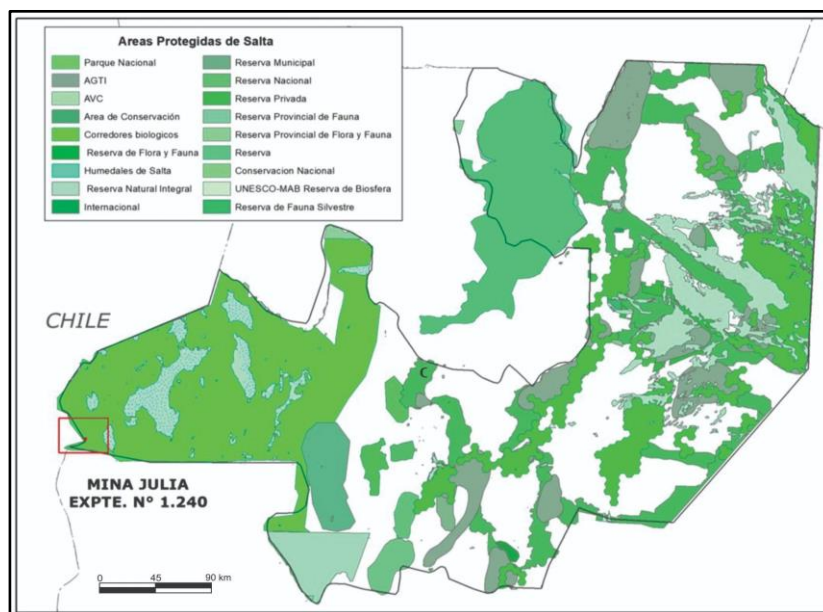 Areas Protegidas de Salta
Parque Nacional
AGTI
AVC
Area de Conservación
Corredores biologicos
Reserva de Flora y Fauna
Humedales de Salta
Reserva Natural Integral
Internacional
Reserva Municipal
Reserva Nacional
Reserva Privada
Reserva Provincial de Fauna
Reserva Provincial de Flora y Fauna
Reserva
Conservacion Nacional
UNESCO-MAB Reserva de Biosfera
Reserva de Fauna Silvestre
CHILE
C
MINA JULIA
EXPTE. N° 1.240
0 45 90 km